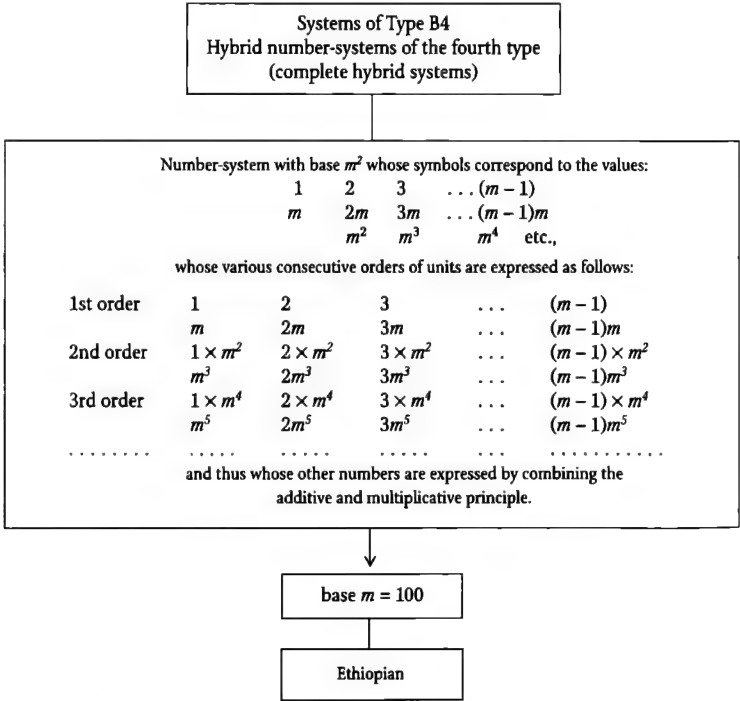 Systems of Type B4
Hybrid number-systems of the fourth type
(complete hybrid systems)
Number-system with base m² whose symbols correspond to the values:
1 2 3 ...(m – 1)
m 2m 3m ...(m – 1)m
m² m³ m⁴ etc.,
whose various consecutive orders of units are expressed as follows:
1st order 1 2 3 ... (m – 1)
m 2m 3m ... (m – 1)m
2nd order 1 × m² 2 × m² 3 × m² ... (m – 1) × m²
m³ 2m³ 3m³ ... (m – 1)m³
3rd order 1 × m⁴ 2 × m⁴ 3 × m⁴ ... (m – 1) × m⁴
m⁵ 2m⁵ 3m⁵ ... (m – 1)m⁵
........ ..... ..... ..... ... ...........
and thus whose other numbers are expressed by combining the
additive and multiplicative principle.
base m = 100
Ethiopian